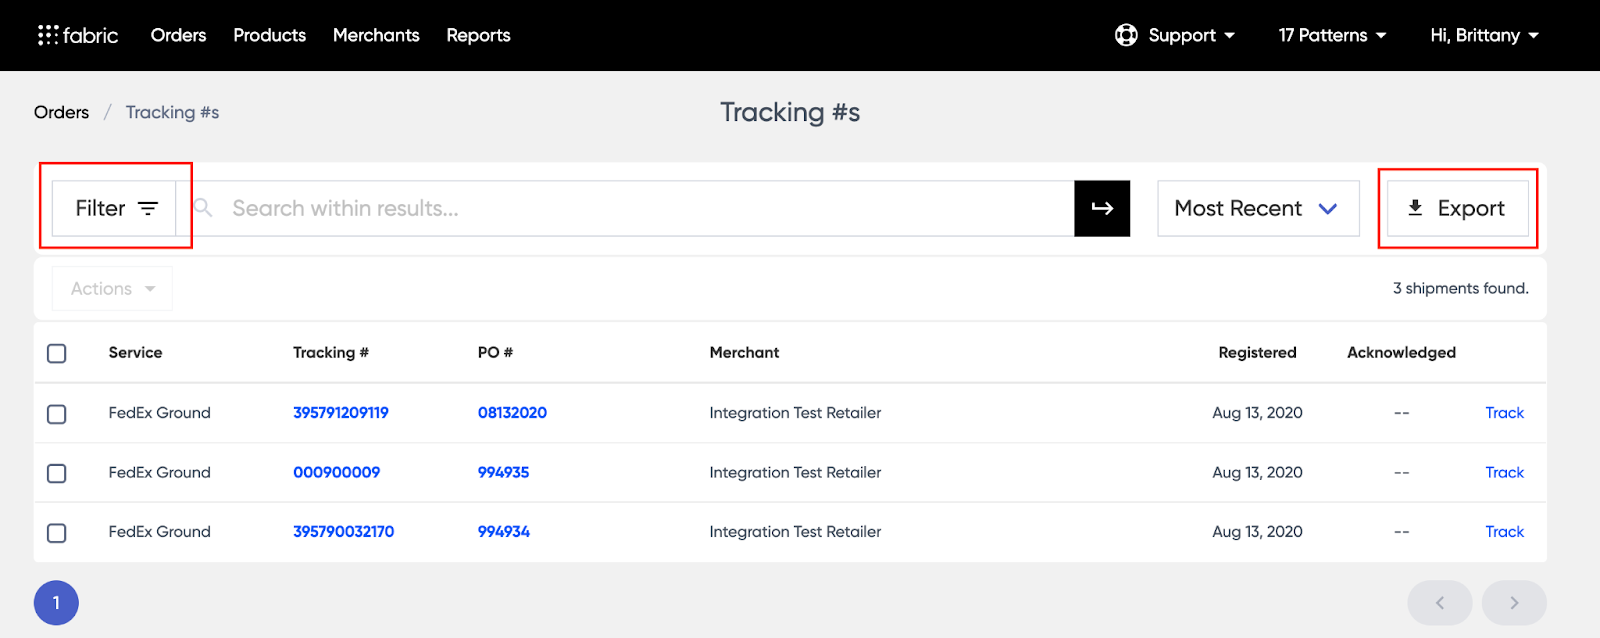 fabric Orders Products Merchants Reports Support 17 Patterns Hi, Brittany
Orders / Tracking #s
Tracking #s
Filter Search within results... Most Recent Export
Actions 3 shipments found.
Service Tracking # PO # Merchant Registered Acknowledged
FedEx Ground 395791209119 08132020 Integration Test Retailer Aug 13, 2020 -- Track
FedEx Ground 000900009 994935 Integration Test Retailer Aug 13, 2020 -- Track
FedEx Ground 395790032170 994934 Integration Test Retailer Aug 13, 2020 -- Track
1